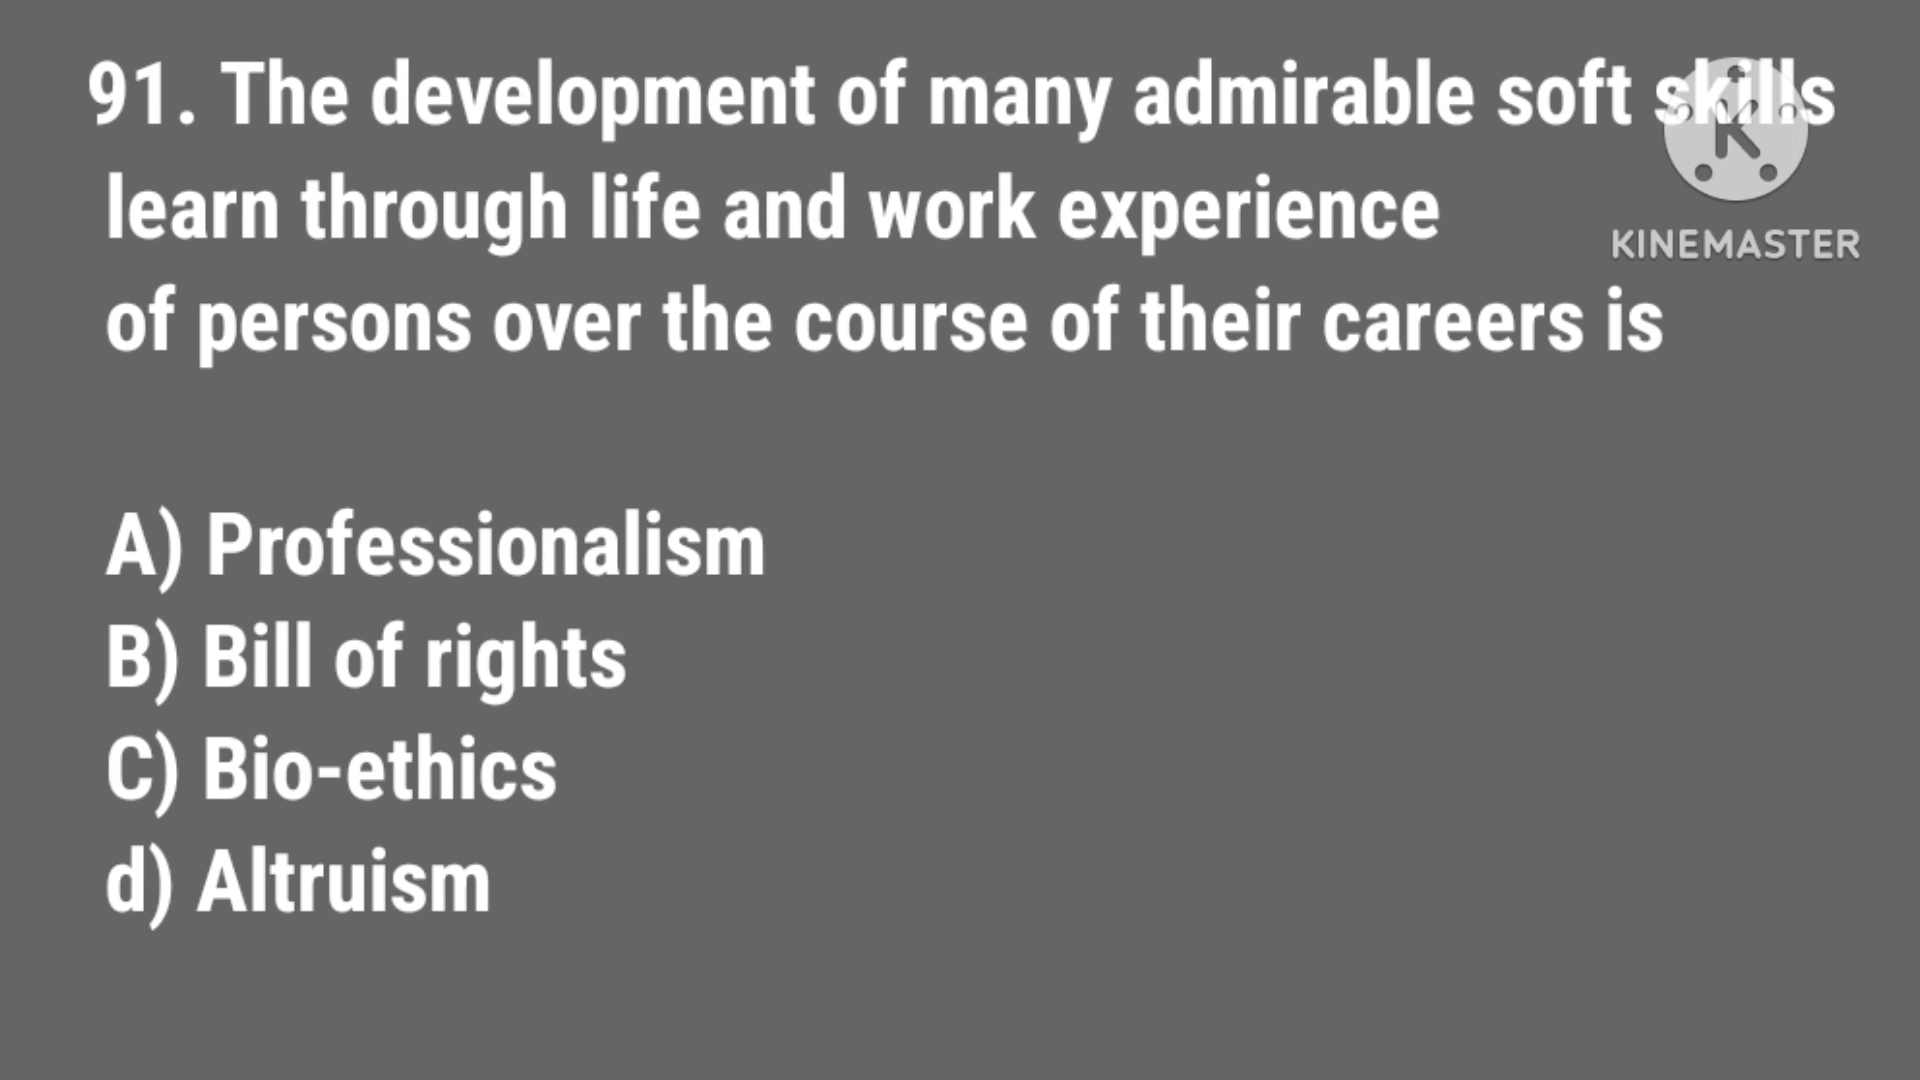 91. The development of many admirable soft skills
learn through life and work experience
of persons over the course of their careers is
A) Professionalism
B) Bill of rights
C) Bio-ethics
d) Altruism
K
KINEMASTER